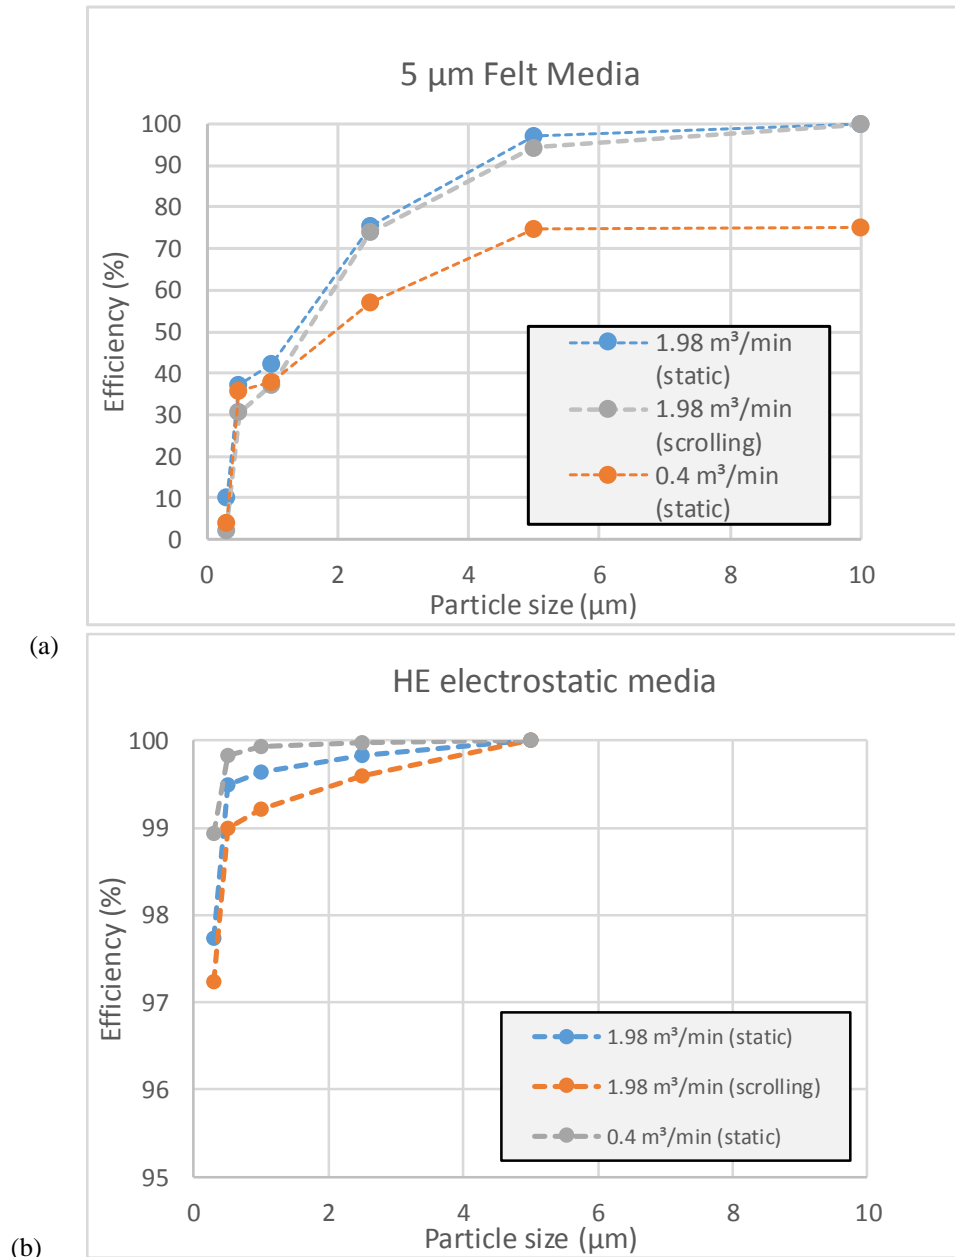 5 µm Felt Media
100
90
80
70
60
50
40
30
20
10
0
Efficiency (%)
1.98 m³/min
(static)
1.98 m³/min
(scrolling)
0.4 m³/min
(static)
0 2 4 6 8 10
Particle size (µm)
(a)
HE electrostatic media
100
99
98
97
96
95
Efficiency (%)
1.98 m³/min (static)
1.98 m³/min (scrolling)
0.4 m³/min (static)
0 2 4 6 8 10
Particle size (µm)
(b)